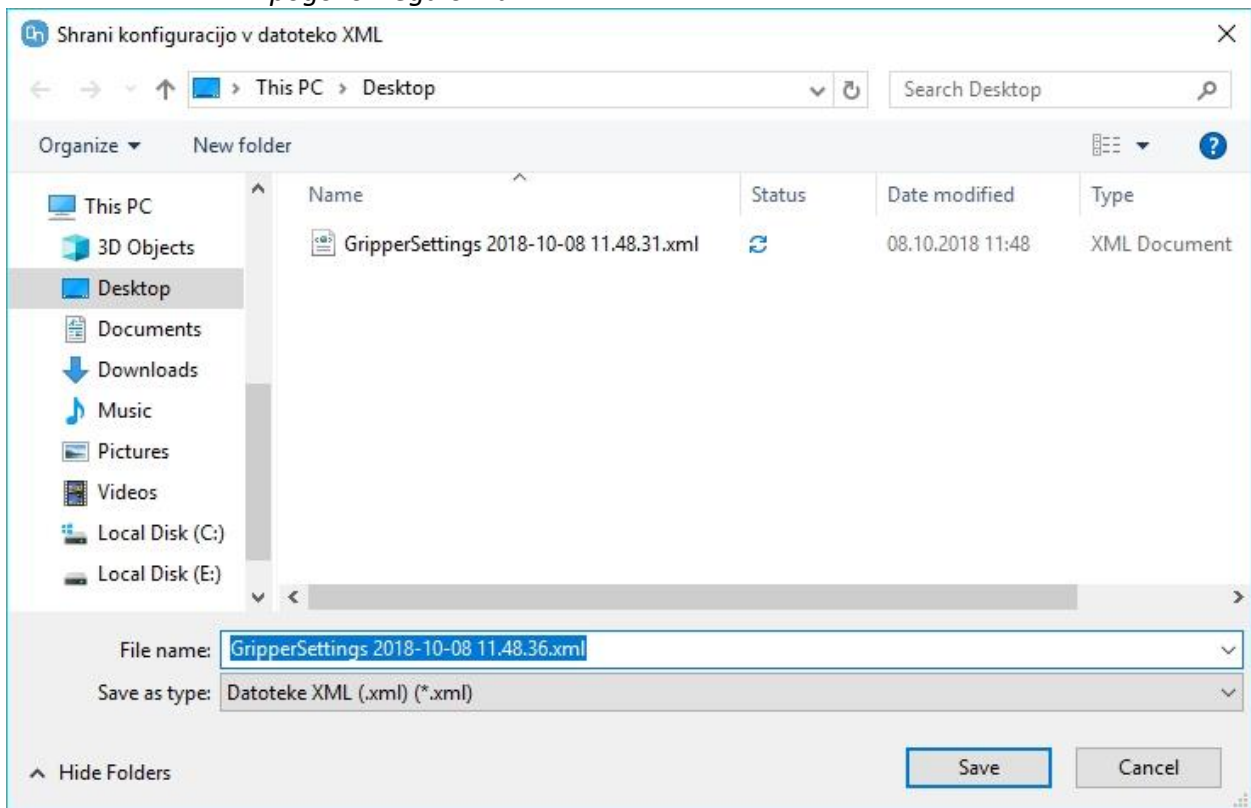 Shrani konfiguracijo v datoteko XML
This PC > Desktop
Search Desktop
Organize
New folder
Name
Status
Date modified
Type
This PC
GripperSettings 2018-10-08 11.48.31.xml
08.10.2018 11:48
XML Document
3D Objects
Desktop
Documents
Downloads
Music
Pictures
Videos
Local Disk (C:)
Local Disk (E:)
File name: GripperSettings 2018-10-08 11.48.36.xml
Save as type: Datoteke XML (.xml) (*.xml)
Hide Folders
Save
Cancel